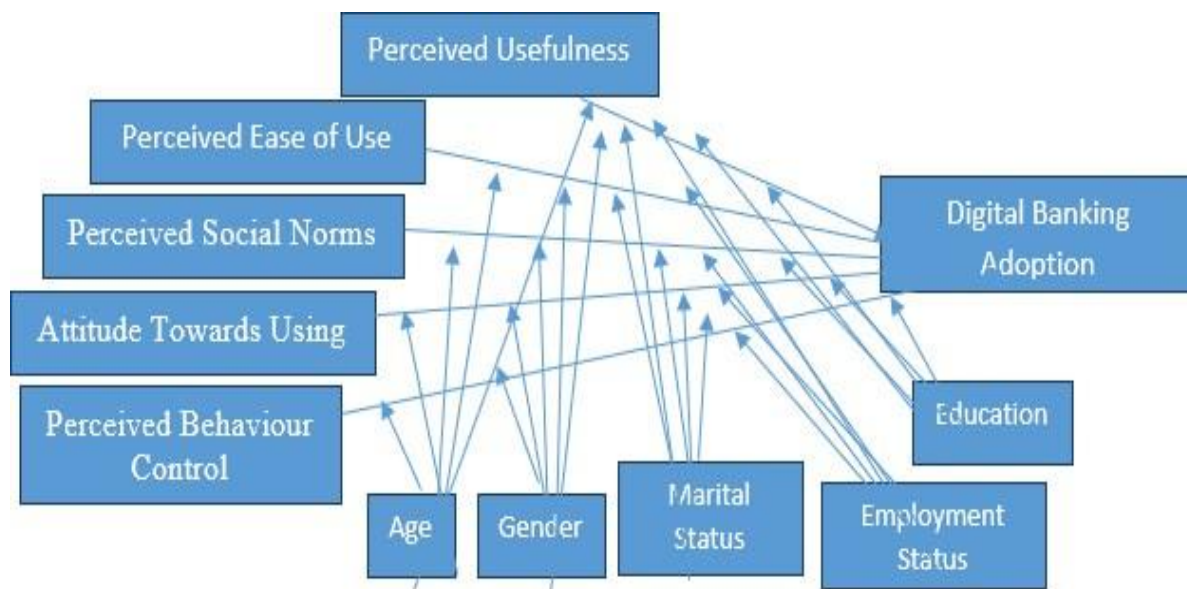 Perceived Usefulness
Perceived Ease of Use
Perceived Social Norms
Attitude Towards Using
Perceived Behaviour
Control
Digital Banking
Adoption
Education
Age
Gender
Marital
Status
Employment
Status